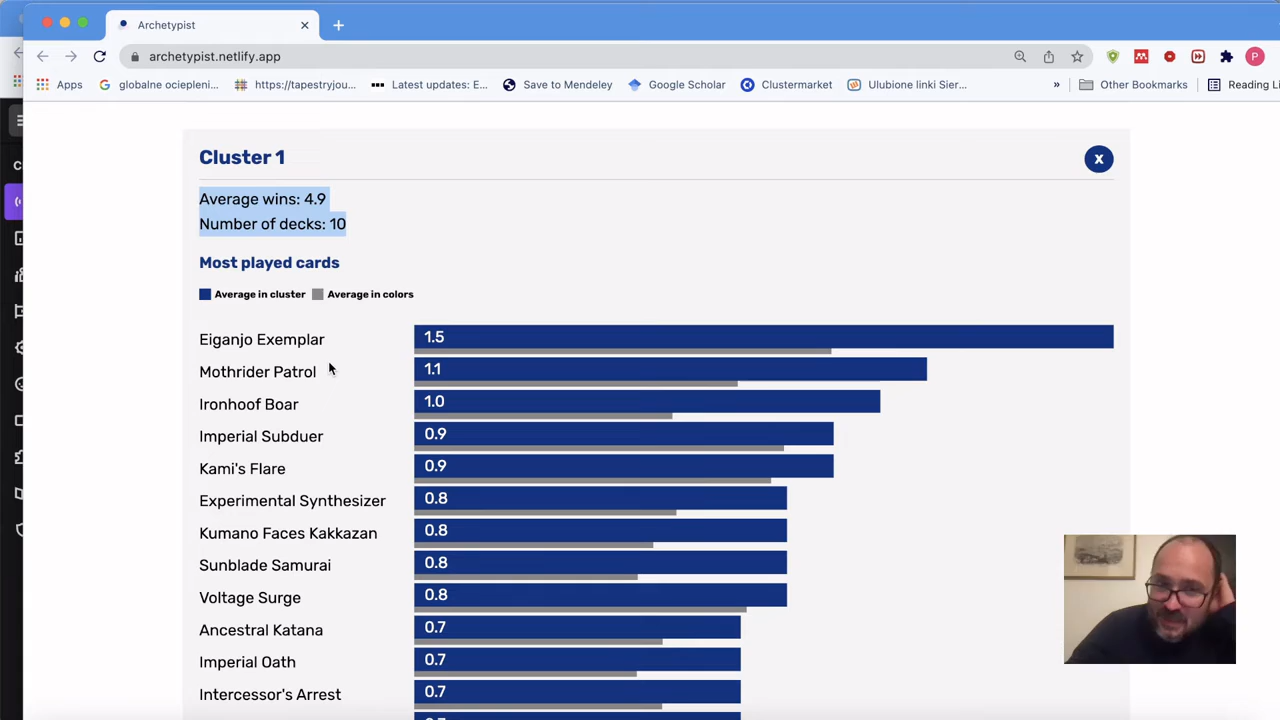 Archetypist
archetypist.netlify.app
P
Apps
globalne ociepleni...
https://tapestryjou...
Latest updates: E...
Save to Mendeley
Google Scholar
Clustermarket
Ulubione linki Sier...
»
Other Bookmarks
Reading Li
Cluster 1
X
Average wins: 4.9
Number of decks: 10
Most played cards
Average in cluster
Average in colors
Eiganjo Exemplar 1.5
Mothrider Patrol 1.1
Ironhoof Boar 1.0
Imperial Subduer 0.9
Kami's Flare 0.9
Experimental Synthesizer 0.8
Kumano Faces Kakkazan 0.8
Sunblade Samurai 0.8
Voltage Surge 0.8
Ancestral Katana 0.7
Imperial Oath 0.7
Intercessor's Arrest 0.7